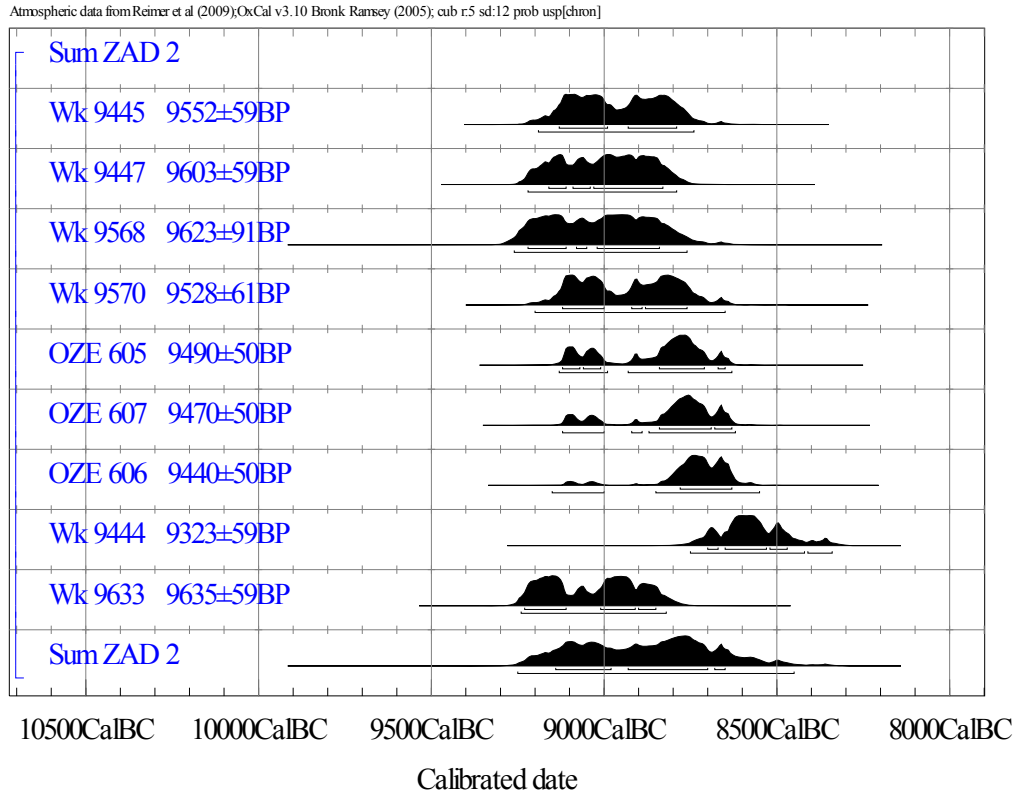 Atmospheric data from Reimer et al (2009);OxCal v3.10 Bronk Ramsey (2005); cub r:5 sd:12 prob usp[chron]
Sum ZAD 2
Wk 9445 9552±59BP
Wk 9447 9603±59BP
Wk 9568 9623±91BP
Wk 9570 9528±61BP
OZE 605 9490±50BP
OZE 607 9470±50BP
OZE 606 9440±50BP
Wk 9444 9323±59BP
Wk 9633 9635±59BP
Sum ZAD 2
10500CalBC 10000CalBC 9500CalBC 9000CalBC 8500CalBC 8000CalBC
Calibrated date